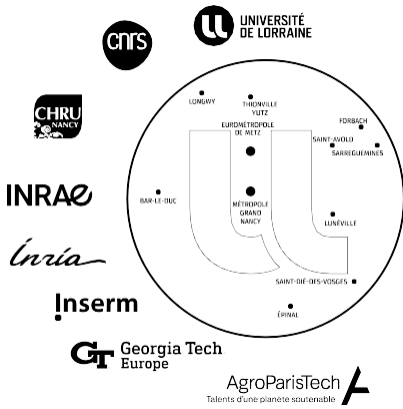 cnrs
UNIVERSITÉ
DE LORRAINE
CHRU
NANCY
LONGWY
THIONVILLE
YUTZ
EUROMÉTROPOLE
DE METZ
FORBACH
SAINT-AVOLD
SARREGUEMINES
INRAE
BAR-LE-DUC
MÉTROPOLE
GRAND
NANCY
LUNÉVILLE
Inria
SAINT-DIÉ-DES-VOSGES
Inserm
ÉPINAL
GT Georgia Tech
Europe
AgroParisTech
Talents d'une planète soutenable